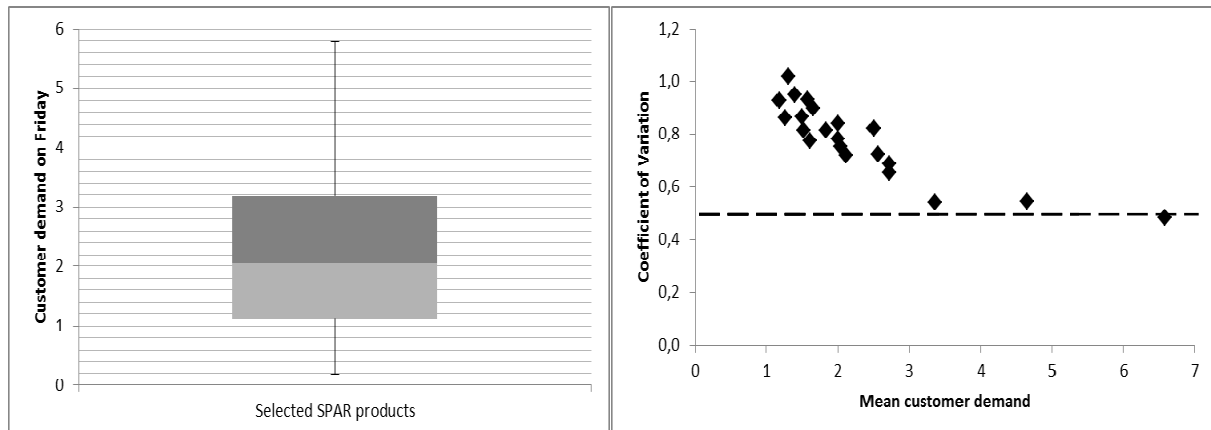 Customer demand on Friday
6
5
4
3
2
1
0
Selected SPAR products
Coefficient of Variation
1,2
1,0
0,8
0,6
0,4
0,2
0,0
0 1 2 3 4 5 6 7
Mean customer demand